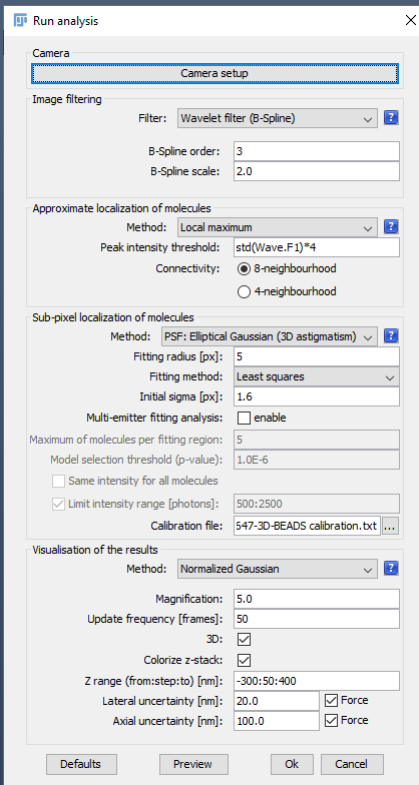 Run analysis
Camera
Camera setup
Image filtering
Filter: Wavelet filter (B-Spline)
B-Spline order: 3
B-Spline scale: 2.0
Approximate localization of molecules
Method: Local maximum
Peak intensity threshold: std(Wave.F1)*4
Connectivity: 8-neighbourhood
4-neighbourhood
Sub-pixel localization of molecules
Method: PSF: Elliptical Gaussian (3D astigmatism)
Fitting radius [px]: 5
Fitting method: Least squares
Initial sigma [px]: 1.6
Multi-emitter fitting analysis: enable
Maximum of molecules per fitting region: 5
Model selection threshold (p-value): 1.0E-6
Same intensity for all molecules
Limit intensity range [photons]: 500:2500
Calibration file: 647-3D-BEADS calibration.txt ...
Visualisation of the results
Method: Normalized Gaussian
Magnification: 5.0
Update frequency [frames]: 50
3D:
Colorize z-stack:
Z range (from:step:to) [nm]: -300:50:400
Lateral uncertainty [nm]: 20.0 Force
Axial uncertainty [nm]: 100.0 Force
Defaults Preview Ok Cancel